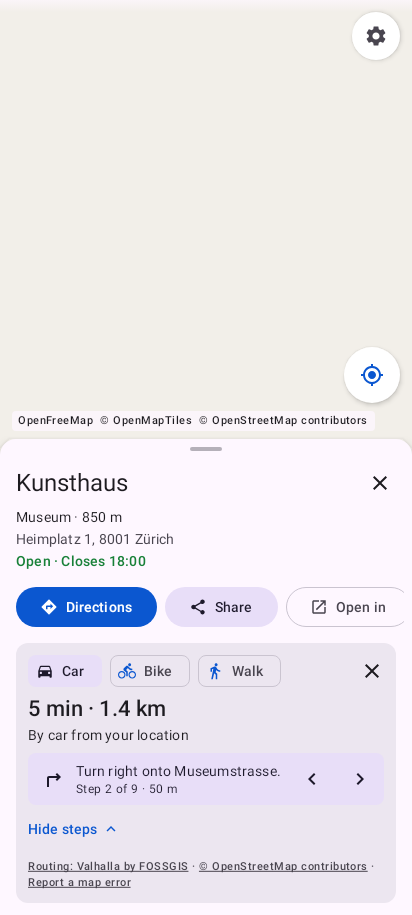 OpenFreeMap © OpenMapTiles © OpenStreetMap contributors
Kunsthaus
Museum · 850 m
Heimplatz 1, 8001 Zürich
Open · Closes 18:00
Directions
Share
Open in
Car
Bike
Walk
5 min · 1.4 km
By car from your location
Turn right onto Museumstrasse.
Step 2 of 9 · 50 m
Hide steps
Routing: Valhalla by FOSSGIS · © OpenStreetMap contributors ·
Report a map error